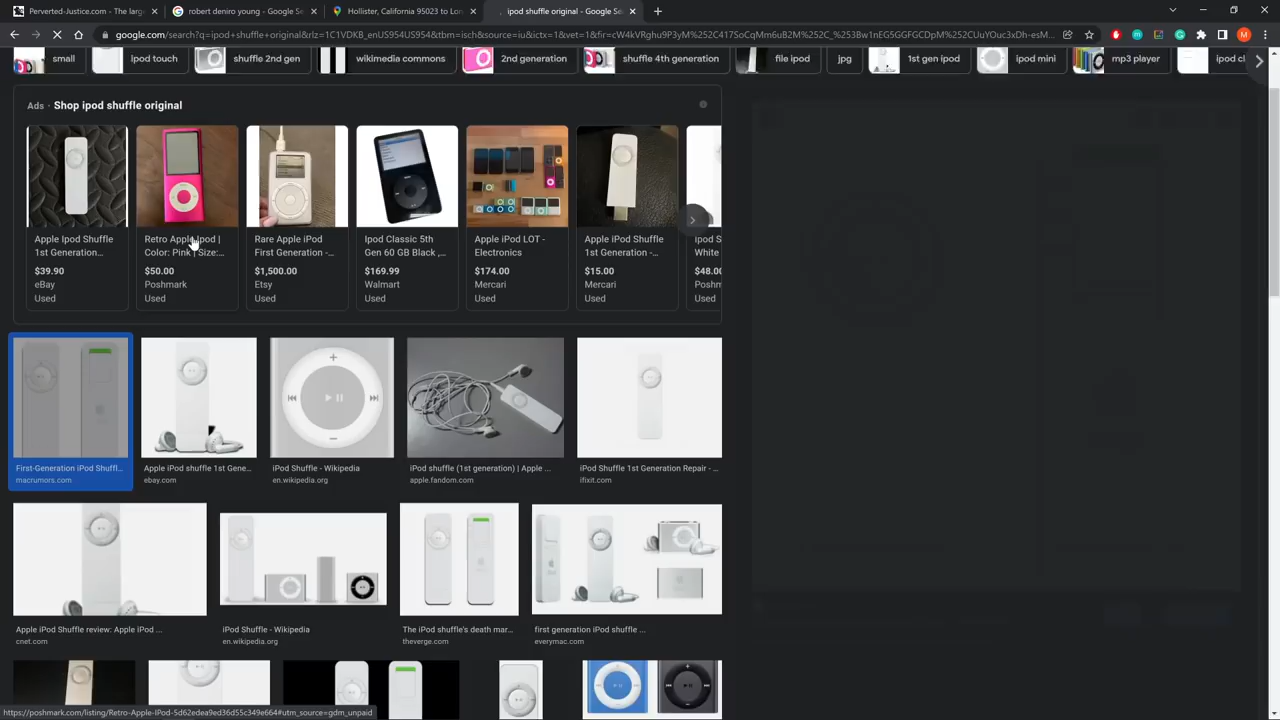 Perverted-Justice.com - The larg
robert deniro young - Google Se
Hollister, California 95023 to Lon
ipod shuffle original - Google Se
google.com/search?q=ipod+shuffle+original&rlz=1C1VDKB_enUS954US954&tbm=isch&source=iu&ictx=1&vet=1&fir=
small
ipod touch
shuffle 2nd gen
wikimedia commons
2nd generation
shuffle 4th generation
file ipod
1st gen ipod
ipod mini
mp3 player
ipod cl
Ads · Shop ipod shuffle original
Apple Ipod Shuffle
1st Generation...
$39.90
eBay
Used
Retro Apple Ipod |
Color: Pink | Size:...
$50.00
Poshmark
Used
Rare Apple iPod
First Generation -...
$1,500.00
Etsy
Used
Ipod Classic 5th
Gen 60 GB Black ,...
$169.99
Walmart
Used
Apple iPod LOT -
Electronics
$174.00
Mercari
Used
Apple iPod Shuffle
1st Generation -...
$15.00
Mercari
Used
ipod S
White
$48.00
Poshm
Used
First-Generation iPod Shuffl...
macrumors.com
Apple iPod shuffle 1st Gene...
ebay.com
iPod Shuffle - Wikipedia
en.wikipedia.org
iPod shuffle (1st generation) | Apple ...
apple.fandom.com
iPod Shuffle 1st Generation Repair - ...
ifixit.com
Apple iPod Shuffle review: Apple iPod ...
cnet.com
iPod Shuffle - Wikipedia
en.wikipedia.org
The iPod shuffle's death mar...
theverge.com
first generation iPod shuffle ...
everymac.com
https://poshmark.com/listing/Retro-Apple-IPod-5d62edea9ed36d55c349e664#utm_source=gdm_unpaid